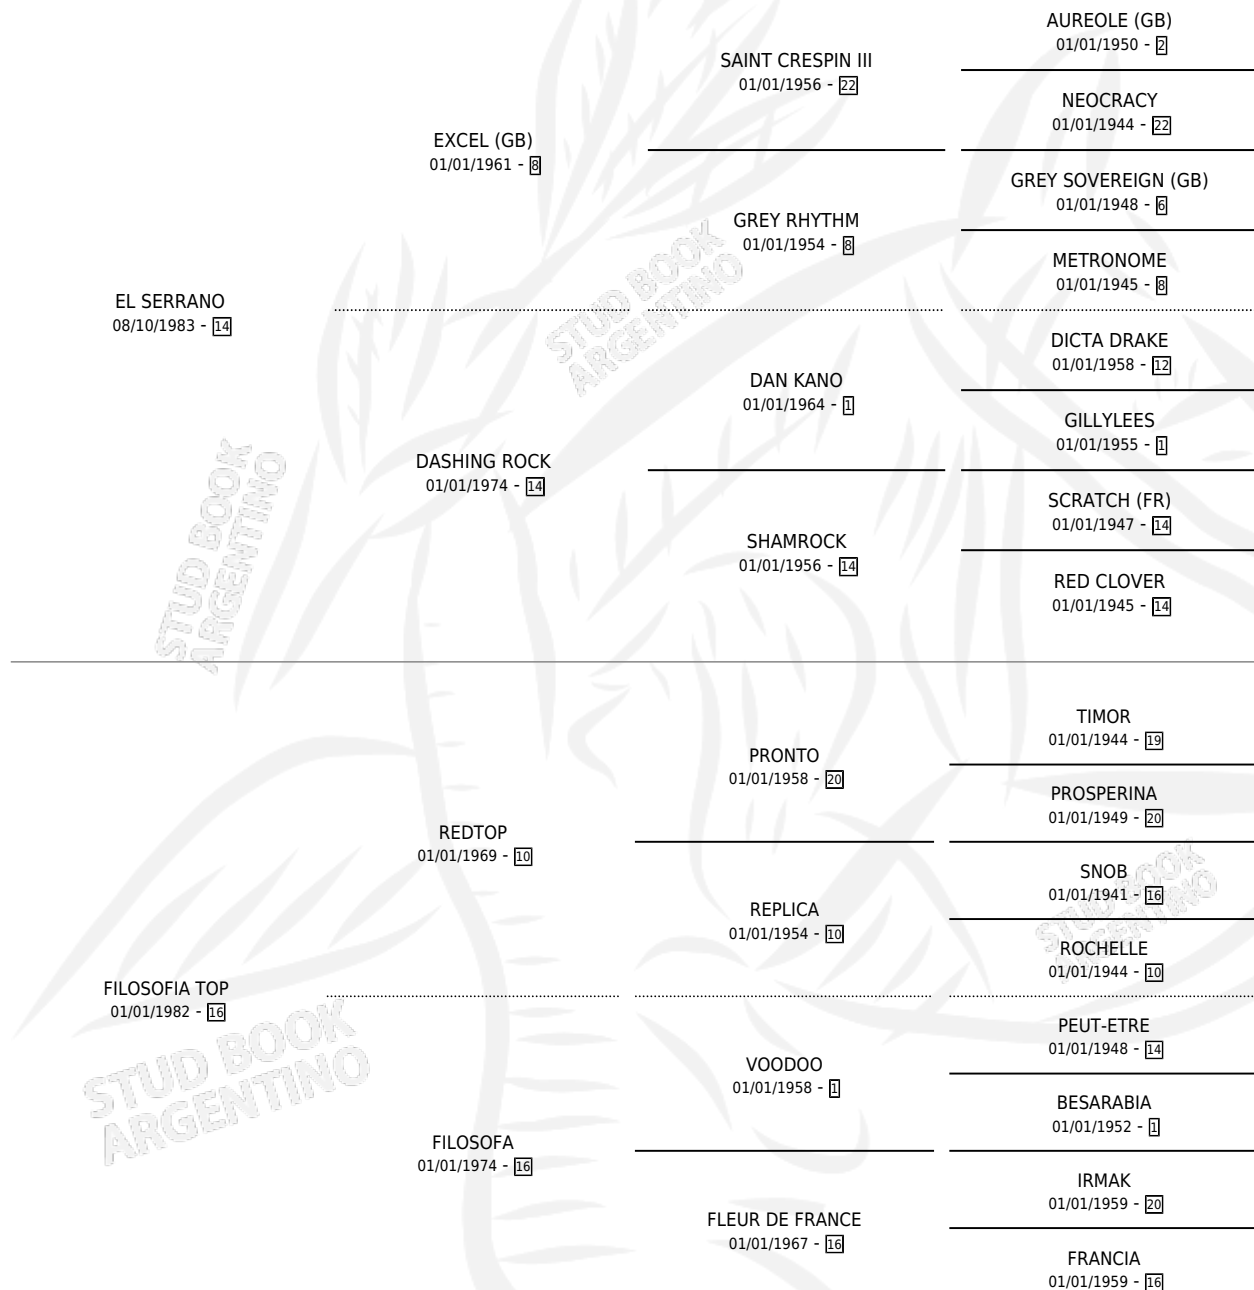 AUREOLE (GB)
01/01/1950 - 2
SAINT CRESPIN III
01/01/1956 - 22
NEOCRACY
01/01/1944 - 22
EXCEL (GB)
01/01/1961 - 8
GREY SOVEREIGN (GB)
01/01/1948 - 6
GREY RHYTHM
01/01/1954 - 8
METRONOME
01/01/1945 - 8
EL SERRANO
08/10/1983 - 14
DICTA DRAKE
01/01/1958 - 12
DAN KANO
01/01/1964 - 1
GILLYLEES
01/01/1955 - 1
DASHING ROCK
01/01/1974 - 14
SCRATCH (FR)
01/01/1947 - 14
SHAMROCK
01/01/1956 - 14
RED CLOVER
01/01/1945 - 14
TIMOR
01/01/1944 - 19
PRONTO
01/01/1958 - 20
PROSPERINA
01/01/1949 - 20
REDTOP
01/01/1969 - 10
SNOB
01/01/1941 - 16
REPLICA
01/01/1954 - 10
ROCHELLE
01/01/1944 - 10
FILOSOFIA TOP
01/01/1982 - 16
PEUT-ETRE
01/01/1948 - 14
VOODOO
01/01/1958 - 1
BESARABIA
01/01/1952 - 1
FILOSOFA
01/01/1974 - 16
IRMAK
01/01/1959 - 20
FLEUR DE FRANCE
01/01/1967 - 16
FRANCIA
01/01/1959 - 16
STUD BOOK
ARGENTINO
STUD BOOK
ARGENTINO
STUD BOOK
ARGENTINO
STUD BOOK
ARGENTINO